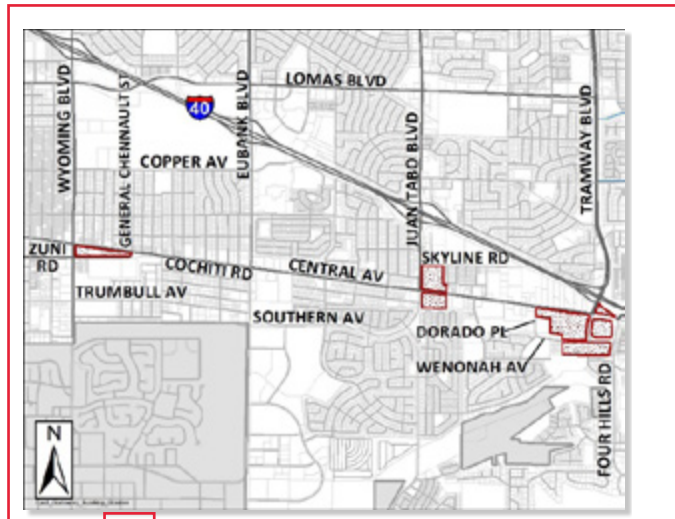 LOMAS BLVD
40
WYOMING BLVD
GENERAL CHENNAULT ST
EUBANK BLVD
JUAN TABO BLVD
TRAMWAY BLVD
COPPER AV
ZUNI
RD
COCHITI RD
CENTRAL AV
SKYLINE RD
TRUMBULL AV
SOUTHERN AV
DORADO PL
WENONAH AV
FOUR HILLS RD
N